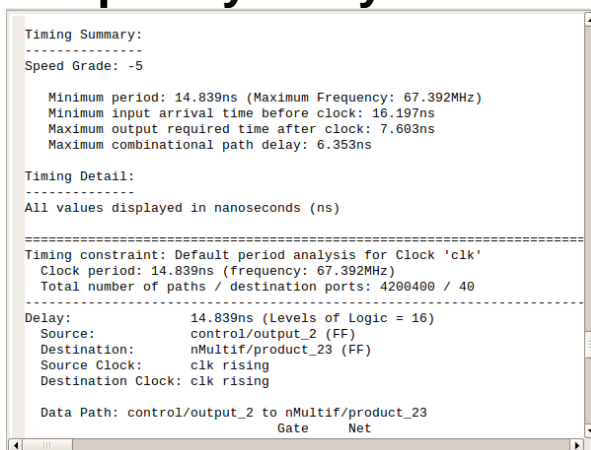 Timing Summary:
---------------
Speed Grade: -5
Minimum period: 14.839ns (Maximum Frequency: 67.392MHz)
Minimum input arrival time before clock: 16.197ns
Maximum output required time after clock: 7.603ns
Maximum combinational path delay: 6.353ns
Timing Detail:
--------------
All values displayed in nanoseconds (ns)
=========================================================================
Timing constraint: Default period analysis for Clock 'clk'
Clock period: 14.839ns (frequency: 67.392MHz)
Total number of paths / destination ports: 4200400 / 40
-------------------------------------------------------------------------
Delay: 14.839ns (Levels of Logic = 16)
Source: control/output_2 (FF)
Destination: nMultif/product_23 (FF)
Source Clock: clk rising
Destination Clock: clk rising
Data Path: control/output_2 to nMultif/product_23
Gate Net